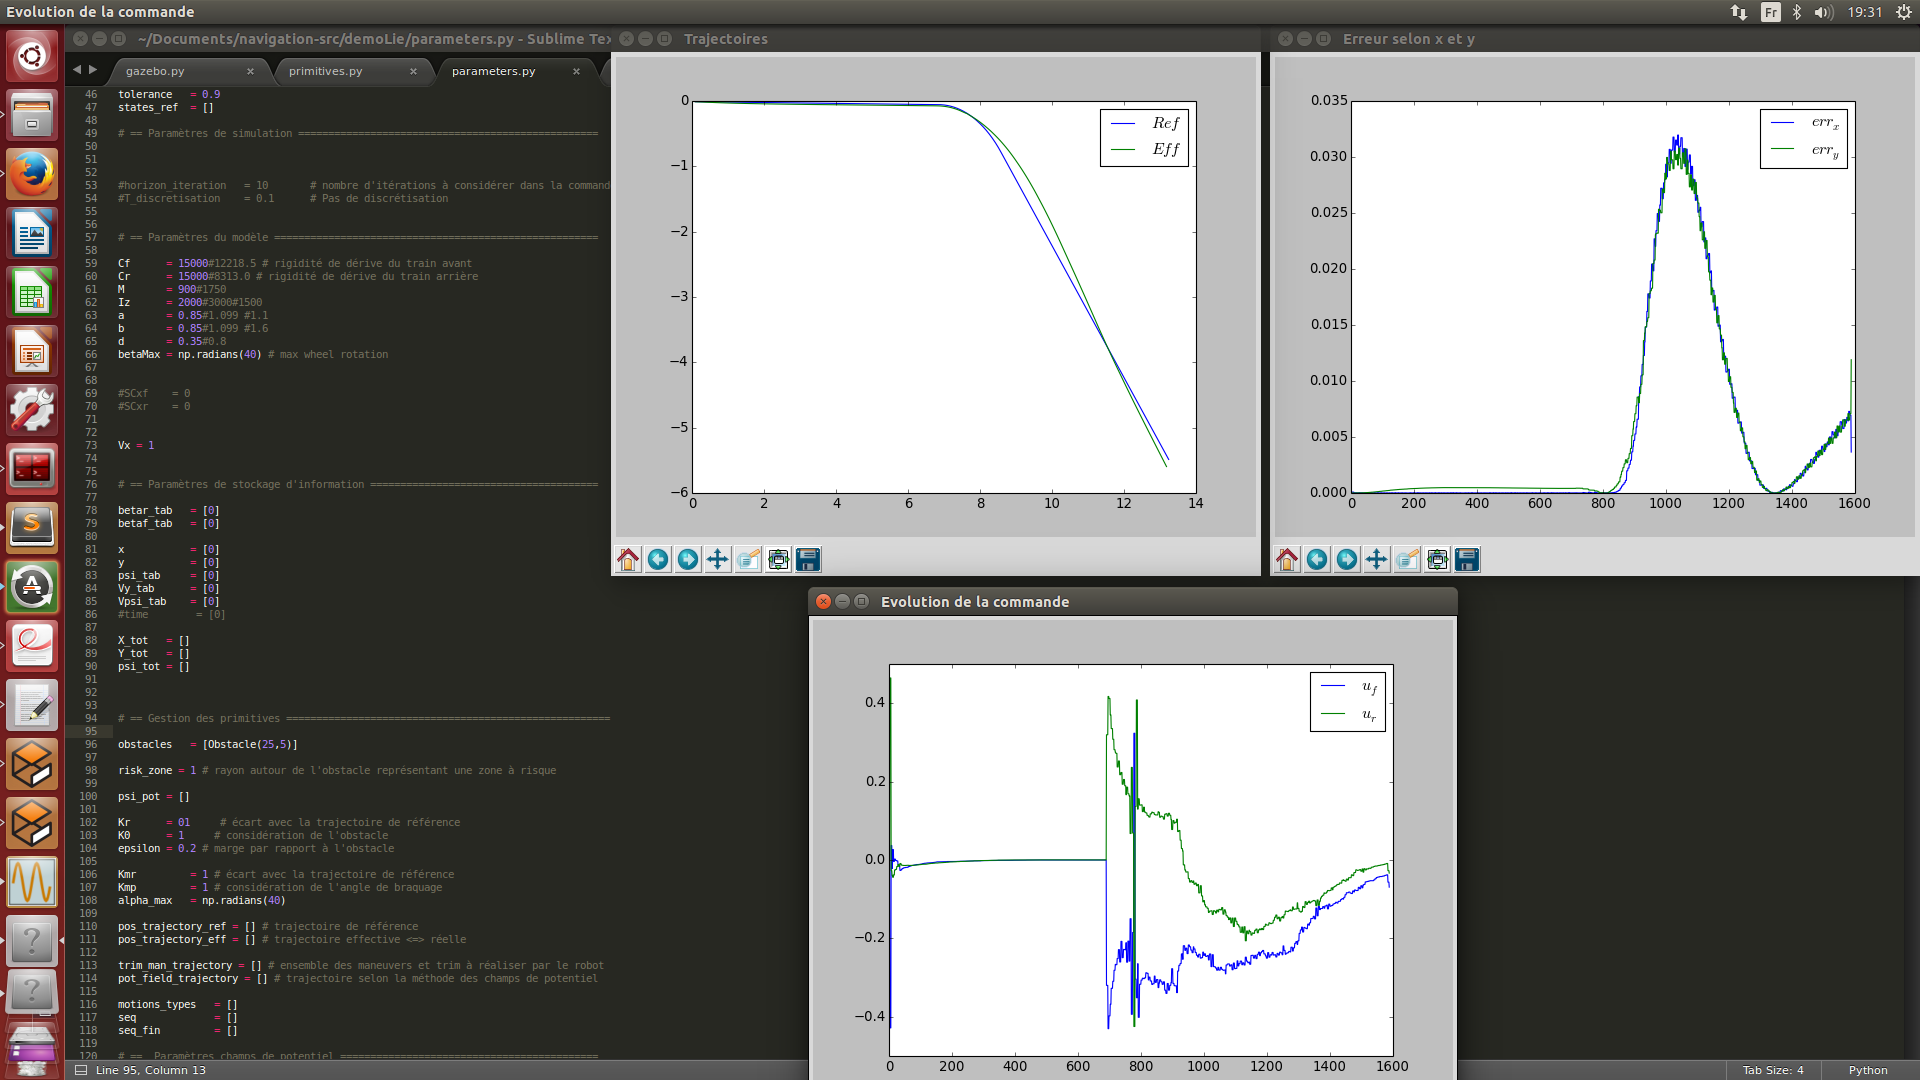 Evolution de la commande
Fr
19:31
~/Documents/navigation-src/demoLie/parameters.py - Sublime Tex
gazebo.py
primitives.py
parameters.py
46 tolerance = 0.9
47 states_ref = []
48
49 # == Paramètres de simulation ==================================================
50
51
52
53 #horizon_iteration = 10 # nombre d'itérations à considérer dans la command
54 #T_discretisation = 0.1 # Pas de discrétisation
55
56
57 # == Paramètres du modèle ======================================================
58
59 Cf = 15000#12218.5 # rigidité de dérive du train avant
60 Cr = 15000#8313.0 # rigidité de dérive du train arrière
61 M = 900#1750
62 Iz = 2000#3000#1500
63 a = 0.85#1.099 #1.1
64 b = 0.85#1.099 #1.6
65 d = 0.35#0.8
66 betaMax = np.radians(40) # max wheel rotation
67
68
69 #SCxf = 0
70 #SCxr = 0
71
72
73 Vx = 1
74
75
76 # == Paramètres de stockage d'information ======================================
77
78 betar_tab = [0]
79 betaf_tab = [0]
80
81 x = [0]
82 y = [0]
83 psi_tab = [0]
84 Vy_tab = [0]
85 Vpsi_tab = [0]
86 #time = [0]
87
88 X_tot = []
89 Y_tot = []
90 psi_tot = []
91
92
93
94 # == Gestion des primitives ======================================================
95
96 obstacles = [Obstacle(25,5)]
97
98 risk_zone = 1 # rayon autour de l'obstacle représentant une zone à risque
99
100 psi_pot = []
101
102 Kr = 01 # écart avec la trajectoire de référence
103 K0 = 1 # considération de l'obstacle
104 epsilon = 0.2 # marge par rapport à l'obstacle
105
106 Kmr = 1 # écart avec la trajectoire de référence
107 Kmp = 1 # considération de l'angle de braquage
108 alpha_max = np.radians(40)
109
110 pos_trajectory_ref = [] # trajectoire de référence
111 pos_trajectory_eff = [] # trajectoire effective <=> réelle
112
113 trim_man_trajectory = [] # ensemble des maneuvers et trim à réaliser par le robot
114 pot_field_trajectory = [] # trajectoire selon la méthode des champs de potentiel
115
116 motions_types = []
117 seq = []
118 seq_fin = []
119
120 # == Paramètres champs de potentiel ===========================================
Line 95, Column 13
Tab Size: 4
Python
Trajectoires
0
−1
−2
−3
−4
−5
−6
0 2 4 6 8 10 12 14
Ref
Eff
Erreur selon x et y
0.035
0.030
0.025
0.020
0.015
0.010
0.005
0.000
0 200 400 600 800 1000 1200 1400 1600
err_x
err_y
Evolution de la commande
0.4
0.2
0.0
−0.2
−0.4
0 200 400 600 800 1000 1200 1400 1600
u_f
u_r